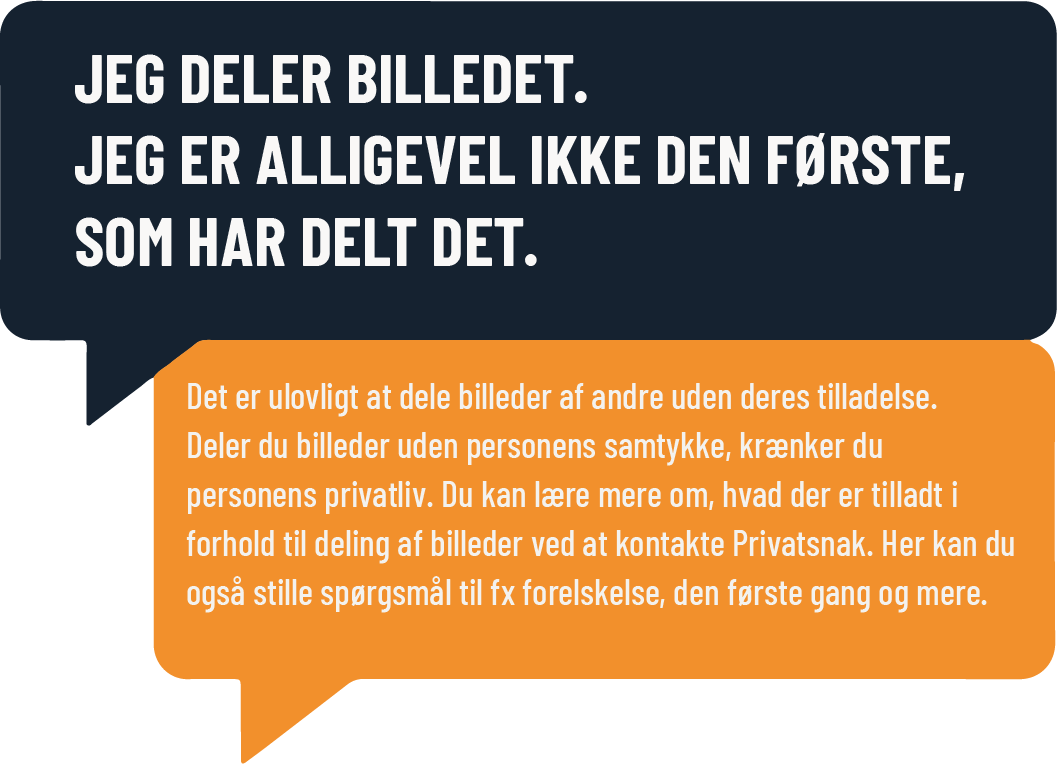 JEG DELER BILLEDET.
JEG ER ALLIGEVEL IKKE DEN FØRSTE,
SOM HAR DELT DET.
Det er ulovligt at dele billeder af andre uden deres tilladelse.
Deler du billeder uden personens samtykke, krænker du
personens privatliv. Du kan lære mere om, hvad der er tilladt i
forhold til deling af billeder ved at kontakte Privatsnak. Her kan du
også stille spørgsmål til fx forelskelse, den første gang og mere.